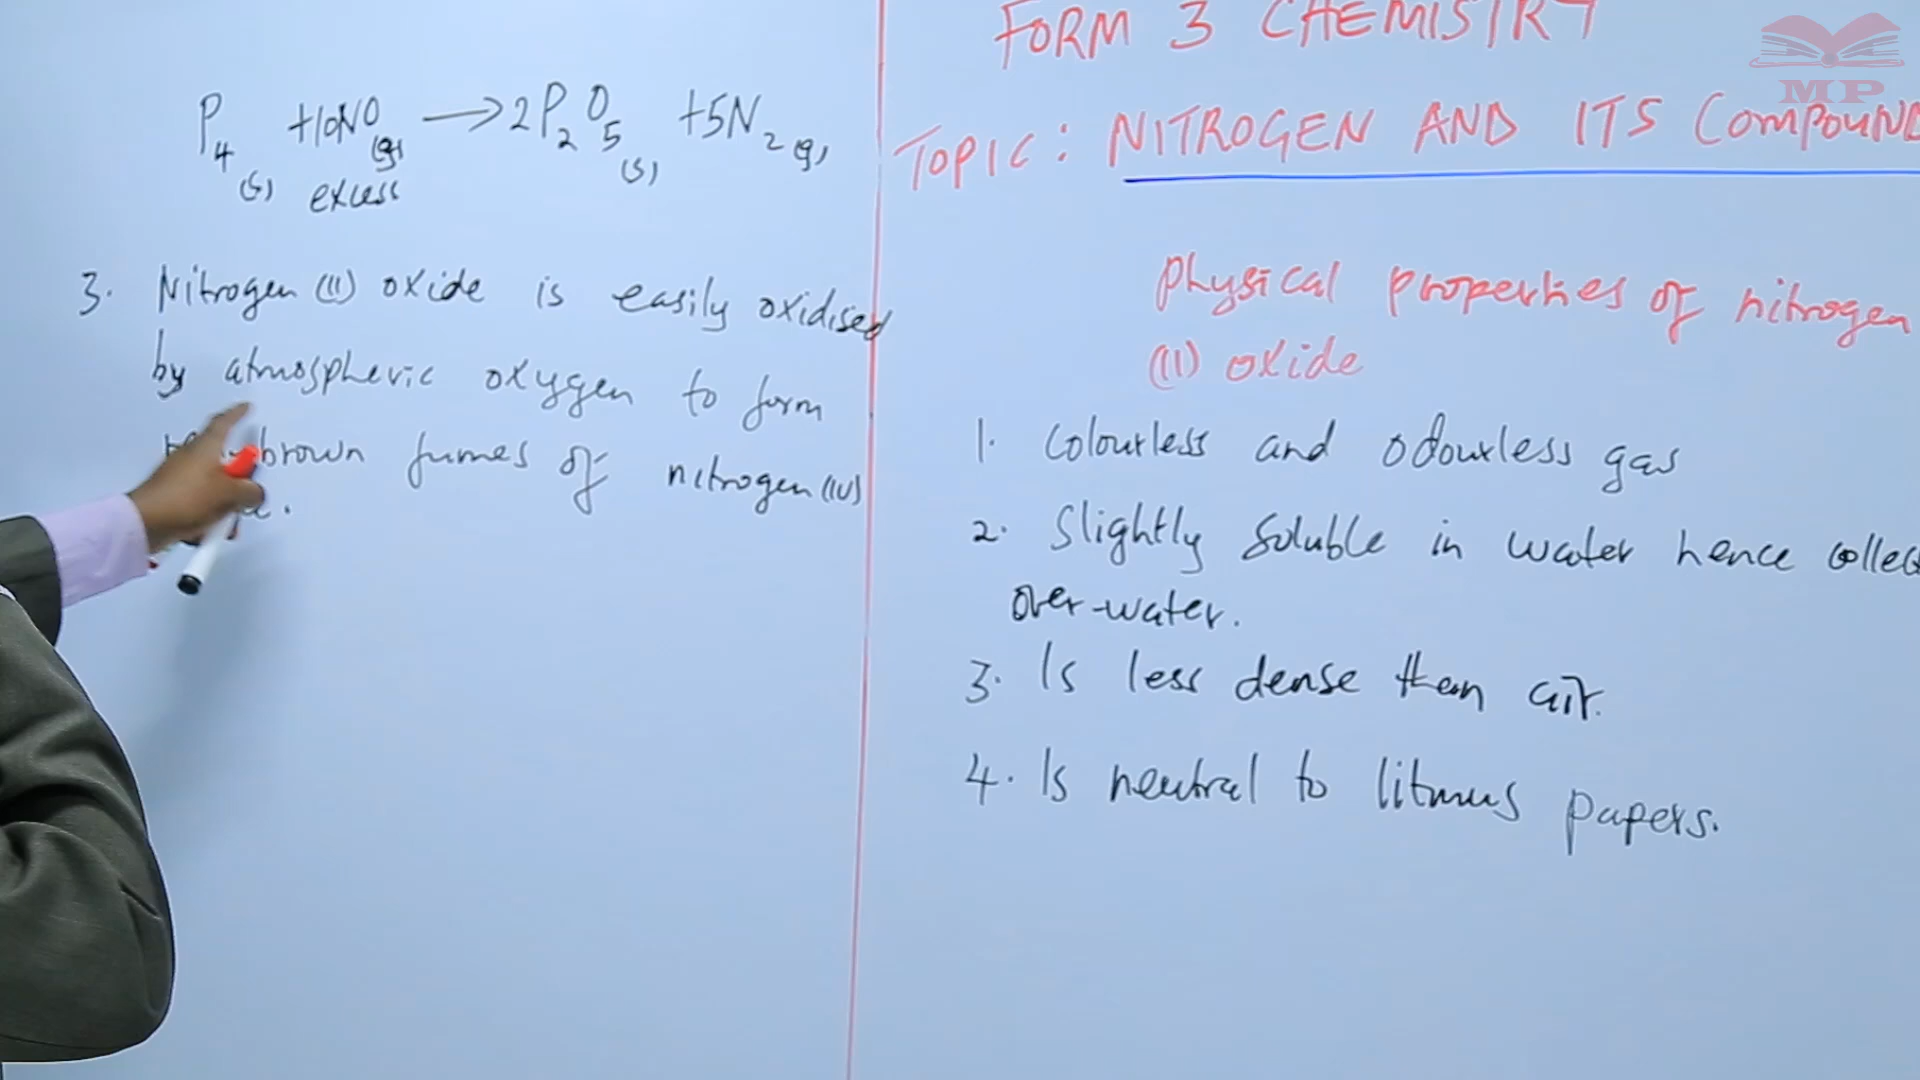 P4(s) +10NO(g) → 2P2O5(s) +5N2(g)
excess
3. Nitrogen (II) oxide is easily oxidised
by atmospheric oxygen to form
brown fumes of nitrogen (IV)
FORM 3 CHEMISTRY
TOPIC: NITROGEN AND ITS COMPOUND
Physical properties of nitrogen
(II) oxide
1. Colourless and odourless gas
2. Slightly soluble in water hence collect
over-water.
3. Is less dense than air.
4. Is neutral to litmus papers.
MP